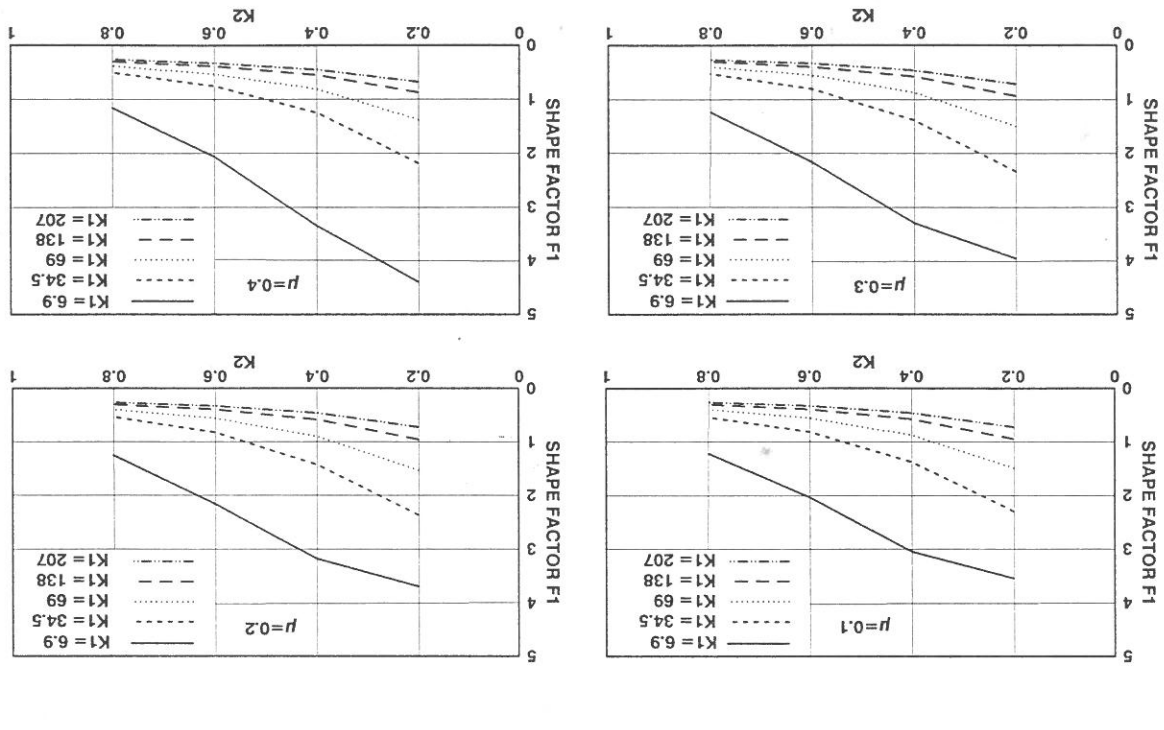 SHAPE FACTOR F1
5
4
3
2
1
0
μ=0.1
K1 = 6.9
K1 = 34.5
K1 = 69
K1 = 138
K1 = 207
0 0.2 0.4 0.6 0.8 1
K2
SHAPE FACTOR F1
5
4
3
2
1
0
μ=0.2
K1 = 6.9
K1 = 34.5
K1 = 69
K1 = 138
K1 = 207
0 0.2 0.4 0.6 0.8 1
K2
SHAPE FACTOR F1
5
4
3
2
1
0
μ=0.3
K1 = 6.9
K1 = 34.5
K1 = 69
K1 = 138
K1 = 207
0 0.2 0.4 0.6 0.8 1
K2
SHAPE FACTOR F1
5
4
3
2
1
0
μ=0.4
K1 = 6.9
K1 = 34.5
K1 = 69
K1 = 138
K1 = 207
0 0.2 0.4 0.6 0.8 1
K2